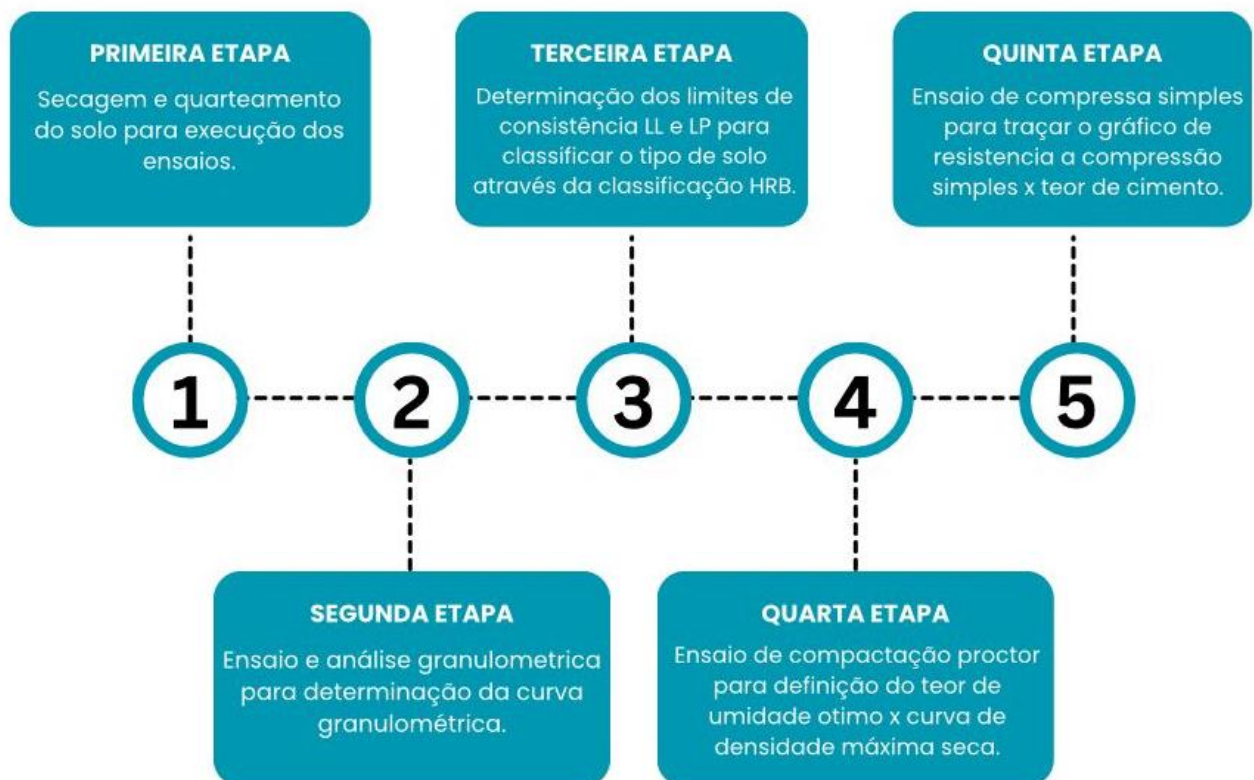 PRIMEIRA ETAPA
Secagem e quarteamento
do solo para execução dos
ensaios.
TERCEIRA ETAPA
Determinação dos limites de
consistência LL e LP para
classificar o tipo de solo
através da classificação HRB.
QUINTA ETAPA
Ensaio de compressa simples
para traçar o gráfico de
resistencia a compressão
simples x teor de cimento.
1
2
3
4
5
SEGUNDA ETAPA
Ensaio e análise granulometrica
para determinação da curva
granulométrica.
QUARTA ETAPA
Ensaio de compactação proctor
para definição do teor de
umidade otimo x curva de
densidade máxima seca.